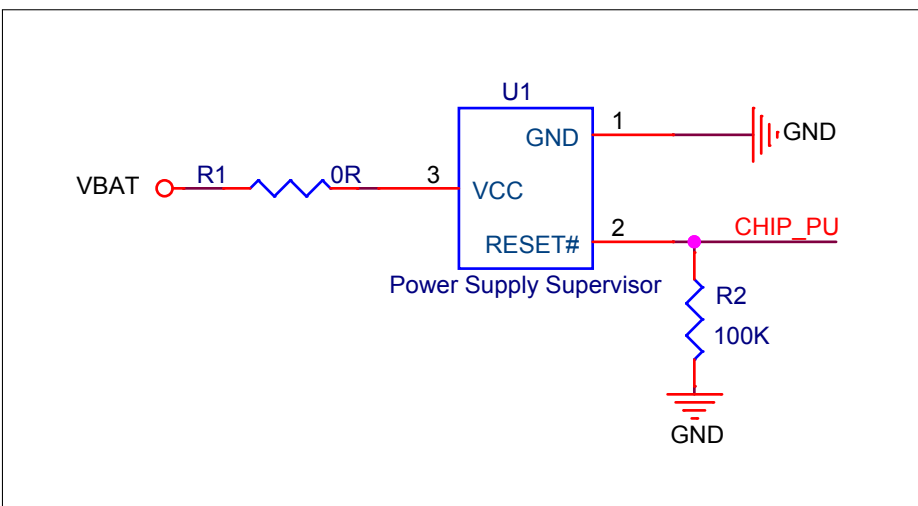 U1
GND 1 GND
VBAT R1 0R 3 VCC
RESET# 2 CHIP_PU
Power Supply Supervisor
R2
100K
GND